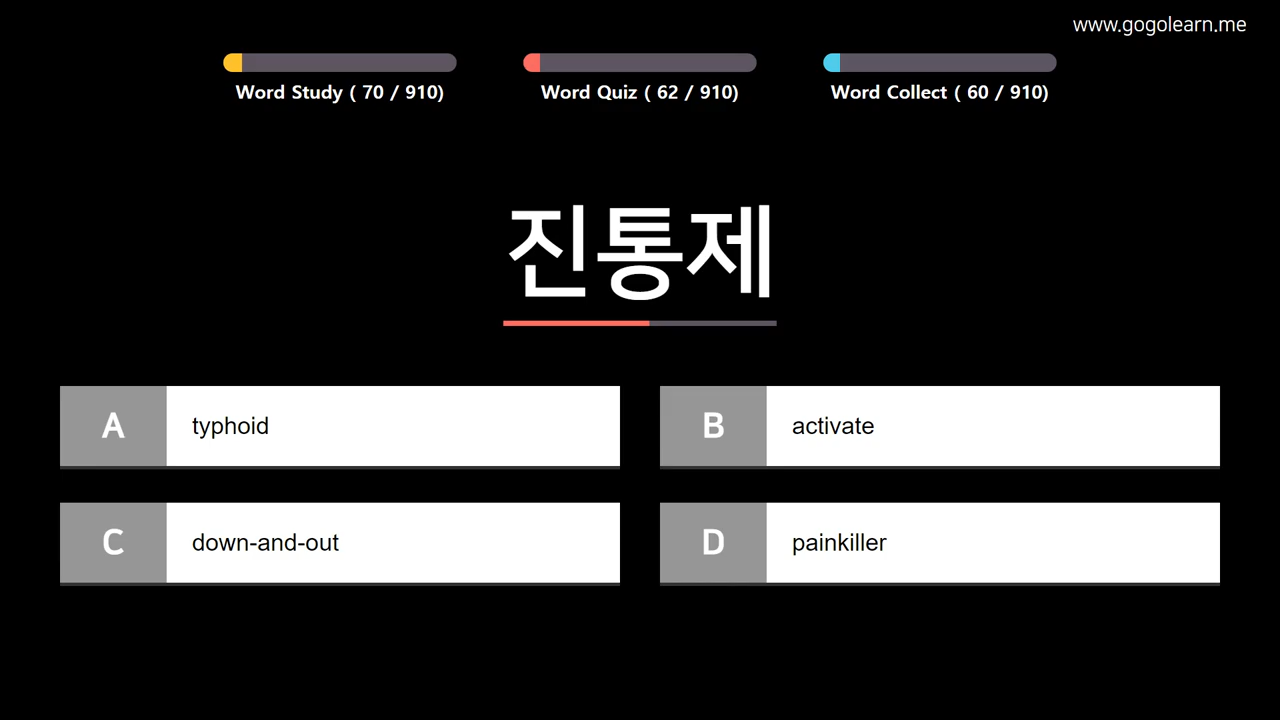 www.gogolearn.me
Word Study ( 70 / 910)
Word Quiz ( 62 / 910)
Word Collect ( 60 / 910)
진통제
A typhoid
B activate
C down-and-out
D painkiller